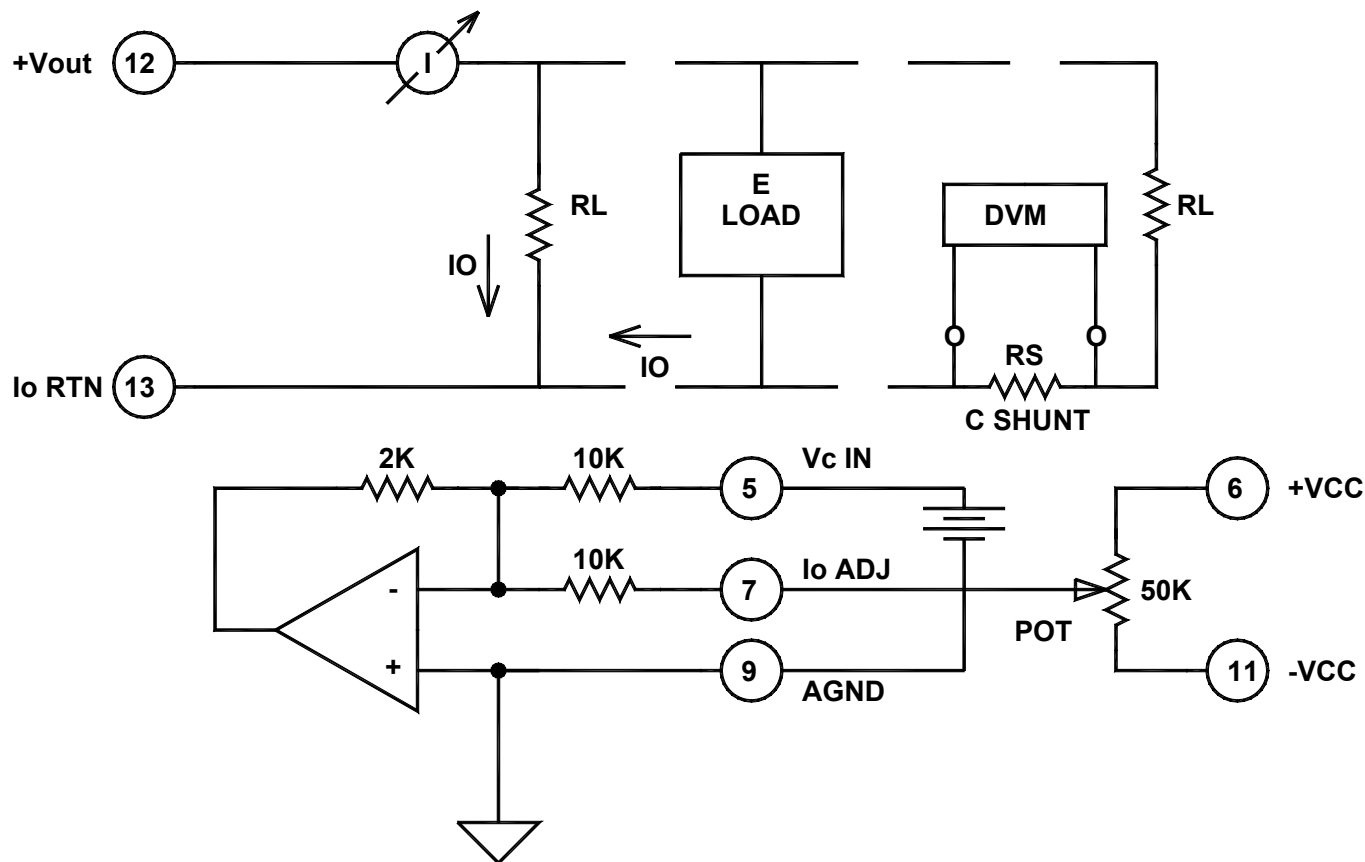 +Vout 12 I
RL
E
LOAD
DVM
RL
IO
IO
RS
C SHUNT
Io RTN 13
2K 10K 5 Vc IN 6 +VCC
10K 7 Io ADJ 50K
POT
- 
+ 9 AGND 11 -VCC